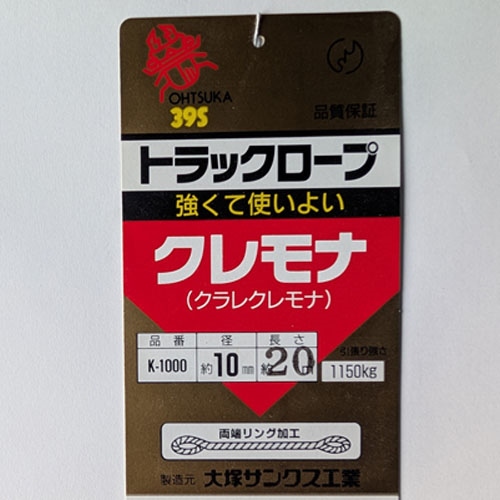 OHTSUKA
39S
品質保証
トラックロープ
強くて使いよい
クレモナ
(クラレクレモナ)
品番 径 長さ 引張り強さ
K-1000 約10mm 約20m 1150kg
両端リング加工
製造元 大塚サンクス工業